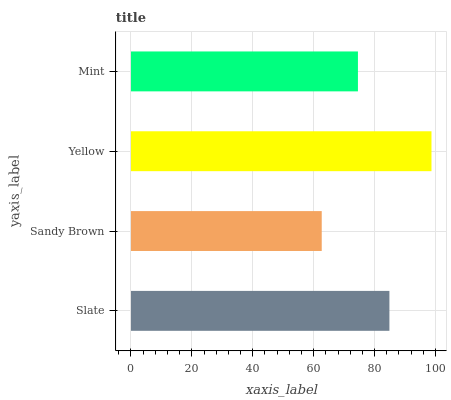 title
Mint
Yellow
Sandy Brown
Slate
yaxis_label
0 20 40 60 80 100
xaxis_label